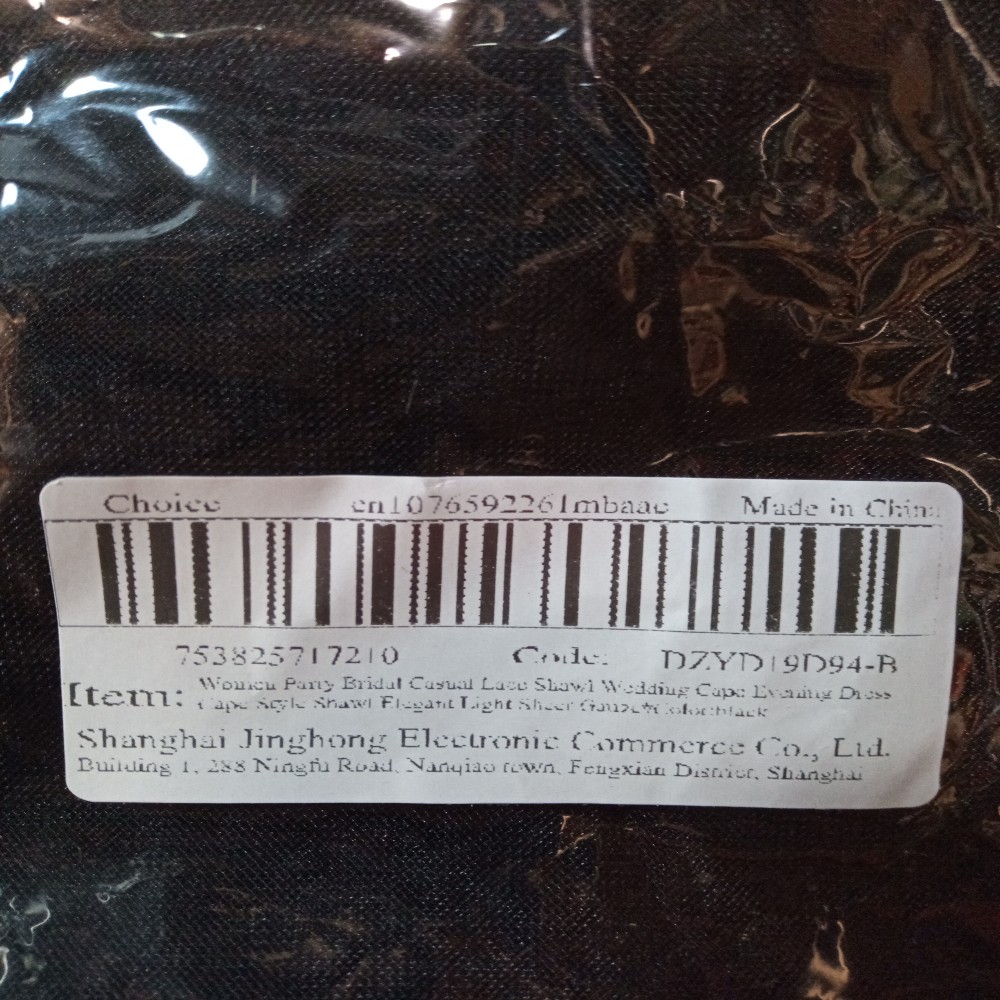 Choice cn1076592261mbaac Made in China
753825717210 Code: DZYD19D94-B
Item: Women Party Bridal Casual Lace Shawl Wedding Cape Evening Dress
Cape Style Shawl Elegant Light Sheer Gauze
Shanghai Jinghong Electronic Commerce Co., Ltd.
Building 1, 288 Ningfu Road, Nanqiao town, Fengxian District, Shanghai